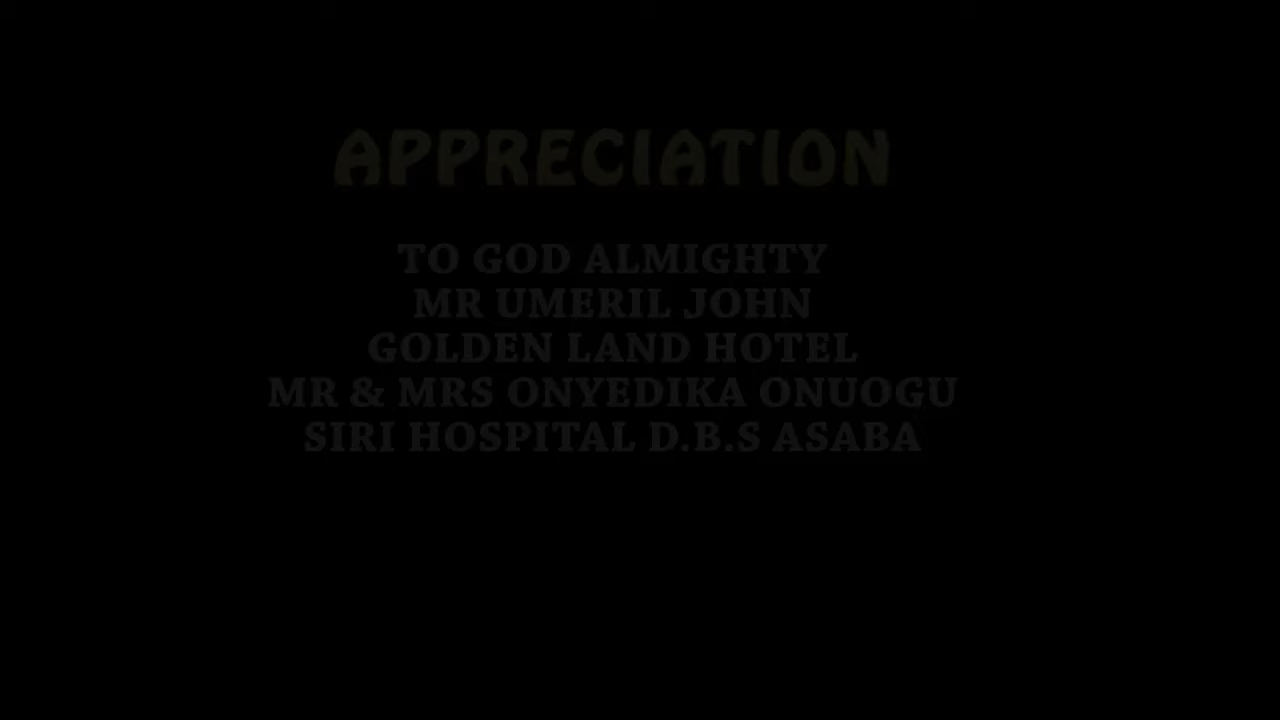 APPRECIATION
TO GOD ALMIGHTY
MR UMERIL JOHN
GOLDEN LAND HOTEL
MR & MRS ONYEDIKA ONUOGU
SIRI HOSPITAL D.B.S ASABA